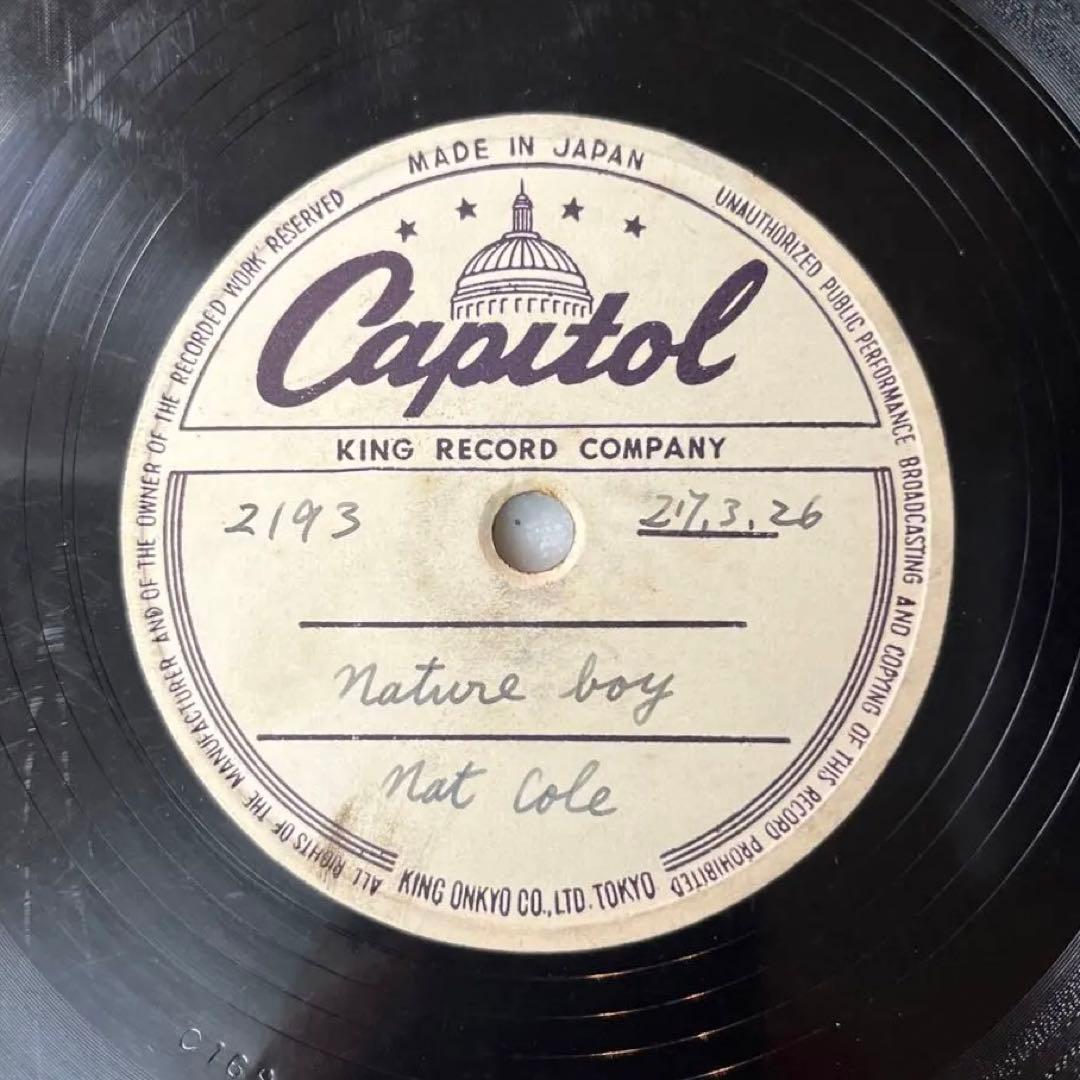 MADE IN JAPAN
UNAUTHORIZED PUBLIC PERFORMANCE BROADCASTING AND COPYING OF THIS RECORD PROHIBITED
ALL RIGHTS OF THE MANUFACTURER AND OF THE OWNER OF THE RECORDED WORK RESERVED
Capitol
KING RECORD COMPANY
2193
27.3.26
Nature boy
Nat Cole
KING ONKYO CO., LTD. TOKYO